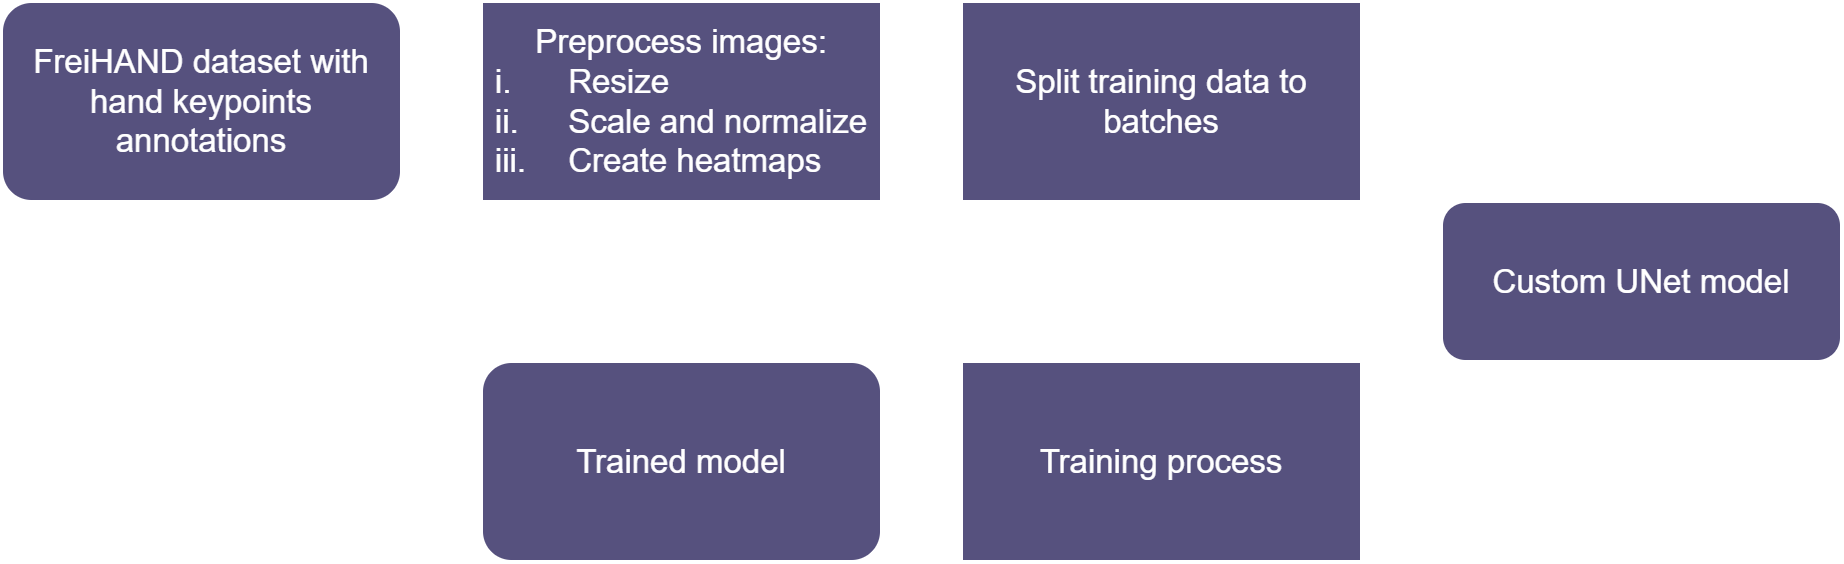 FreiHAND dataset with
hand keypoints
annotations
Preprocess images:
i. Resize
ii. Scale and normalize
iii. Create heatmaps
Split training data to
batches
Custom UNet model
Trained model
Training process